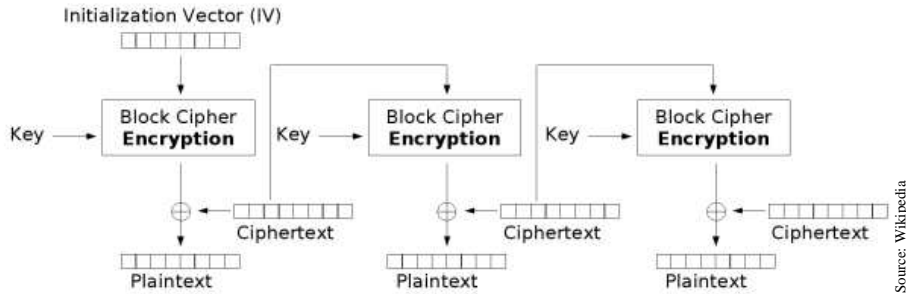 Initialization Vector (IV)
Key
Block Cipher
Encryption
Key
Block Cipher
Encryption
Key
Block Cipher
Encryption
Ciphertext
Ciphertext
Ciphertext
Plaintext
Plaintext
Plaintext
Source: Wikipedia